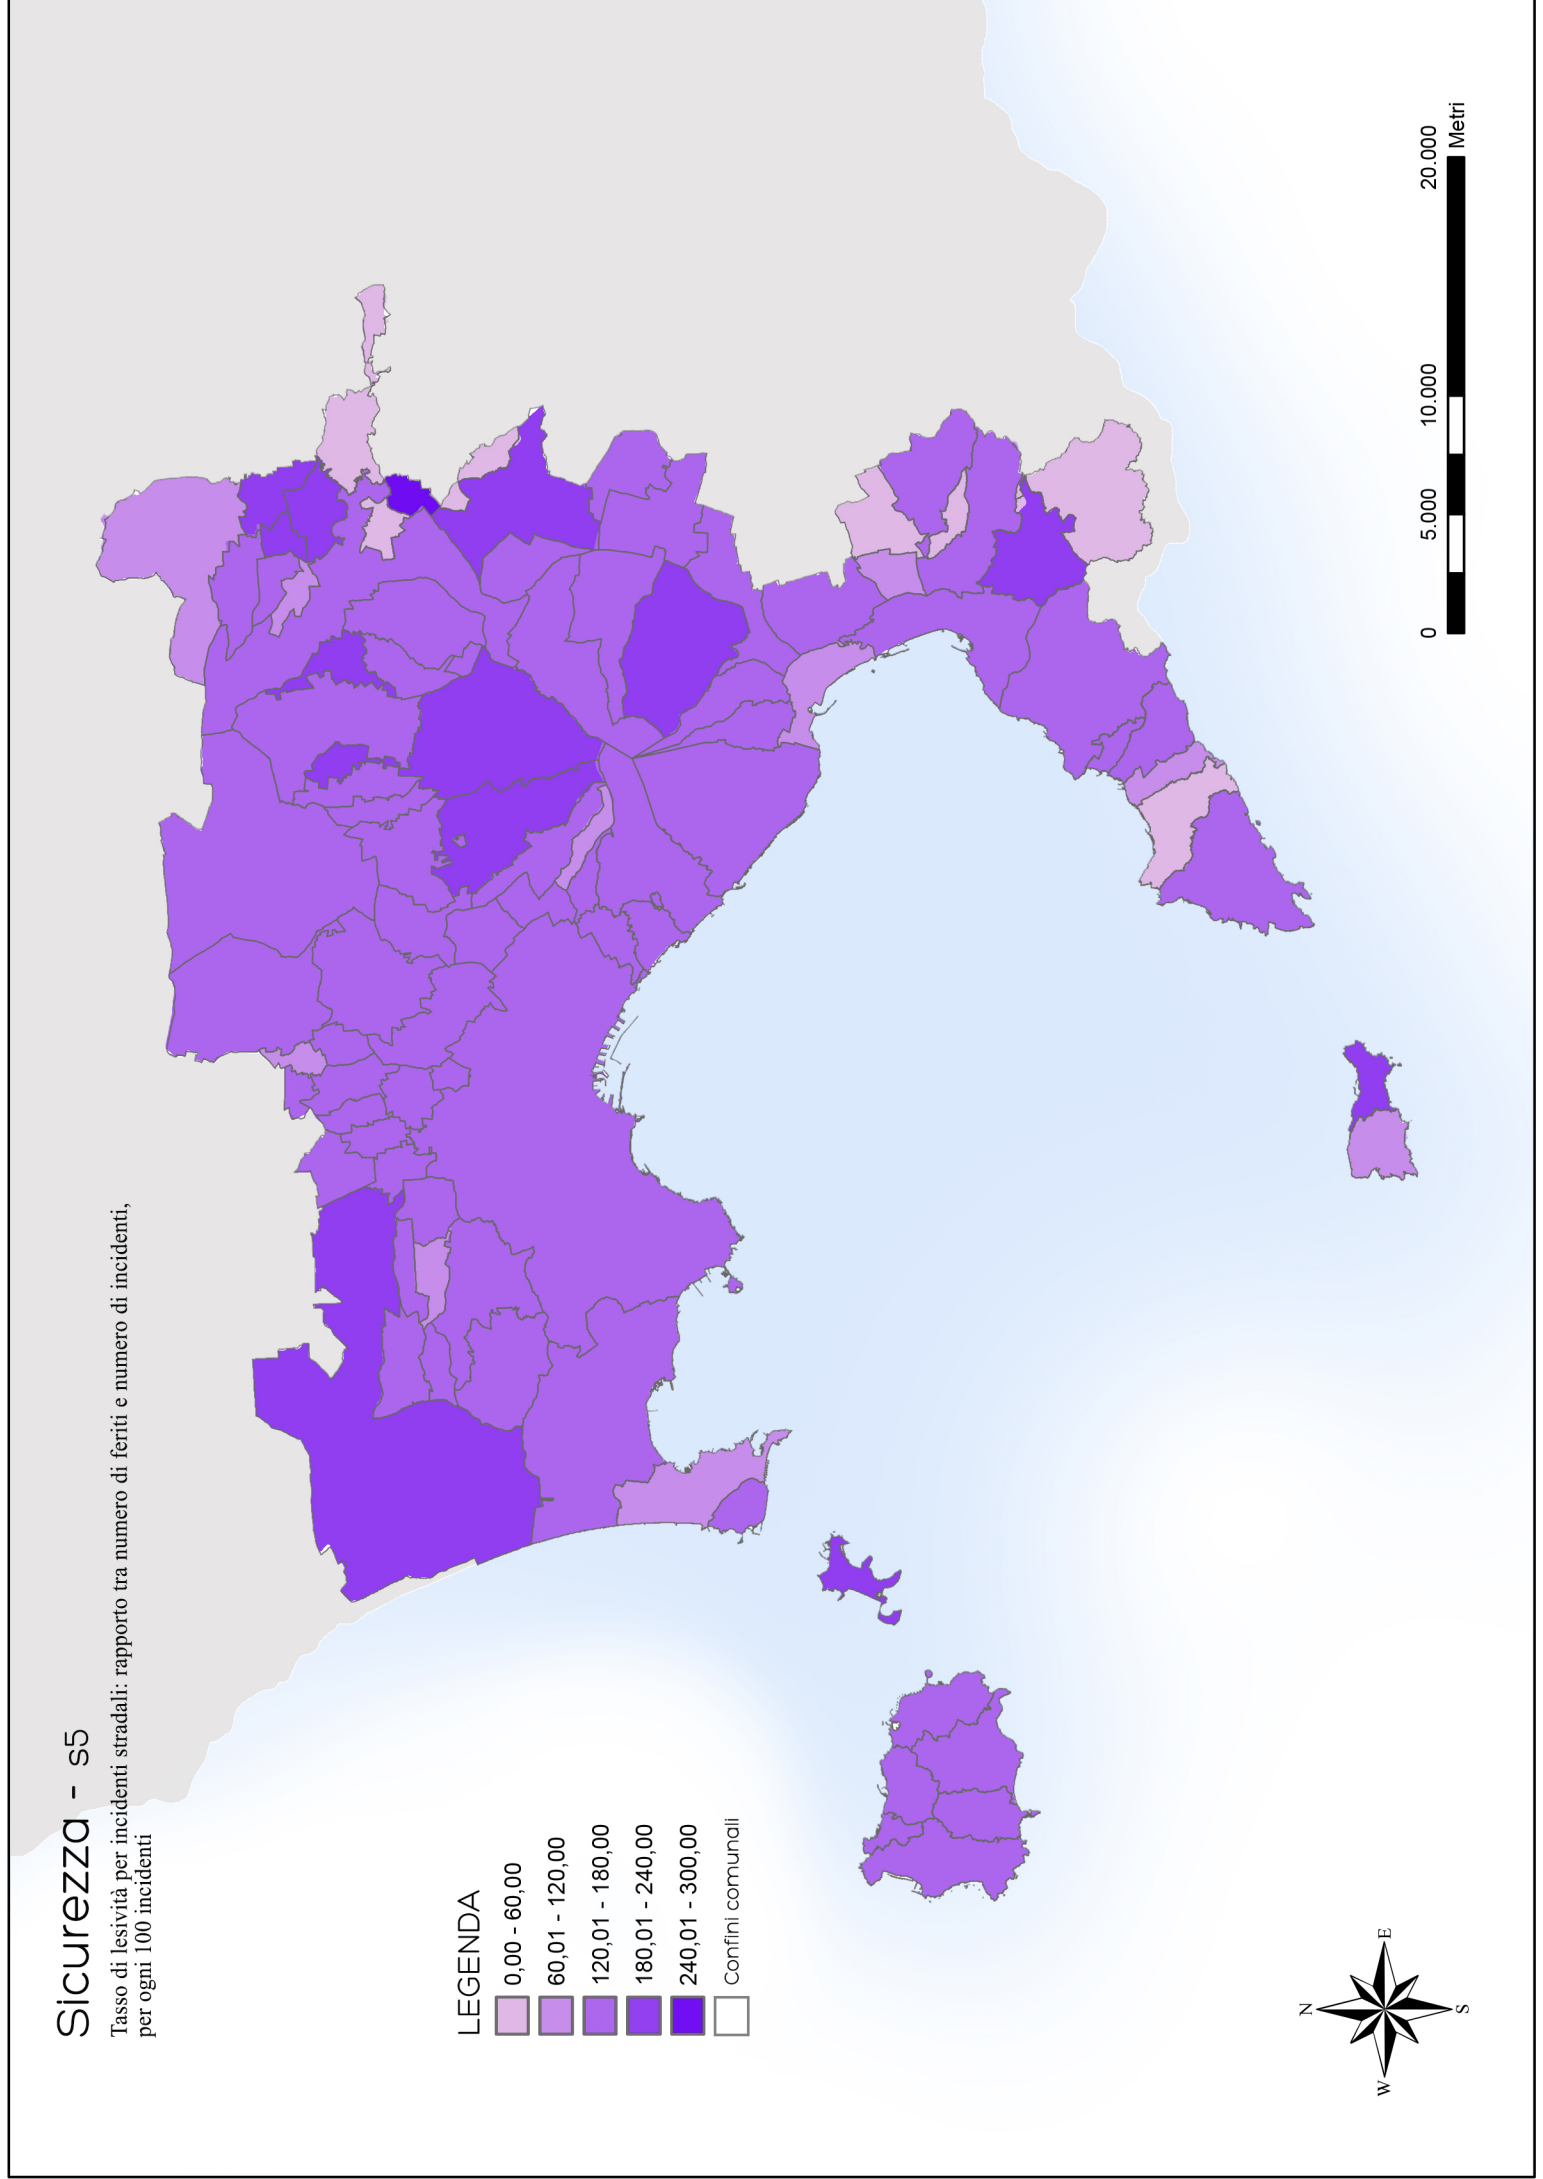 Sicurezza - s5
Tasso di lesività per incidenti stradali: rapporto tra numero di feriti e numero di incidenti,
per ogni 100 incidenti
LEGENDA
0,00 - 60,00
60,01 - 120,00
120,01 - 180,00
180,01 - 240,00
240,01 - 300,00
Confini comunali
N
W
E
S
0
5.000
10.000
20.000
Metri